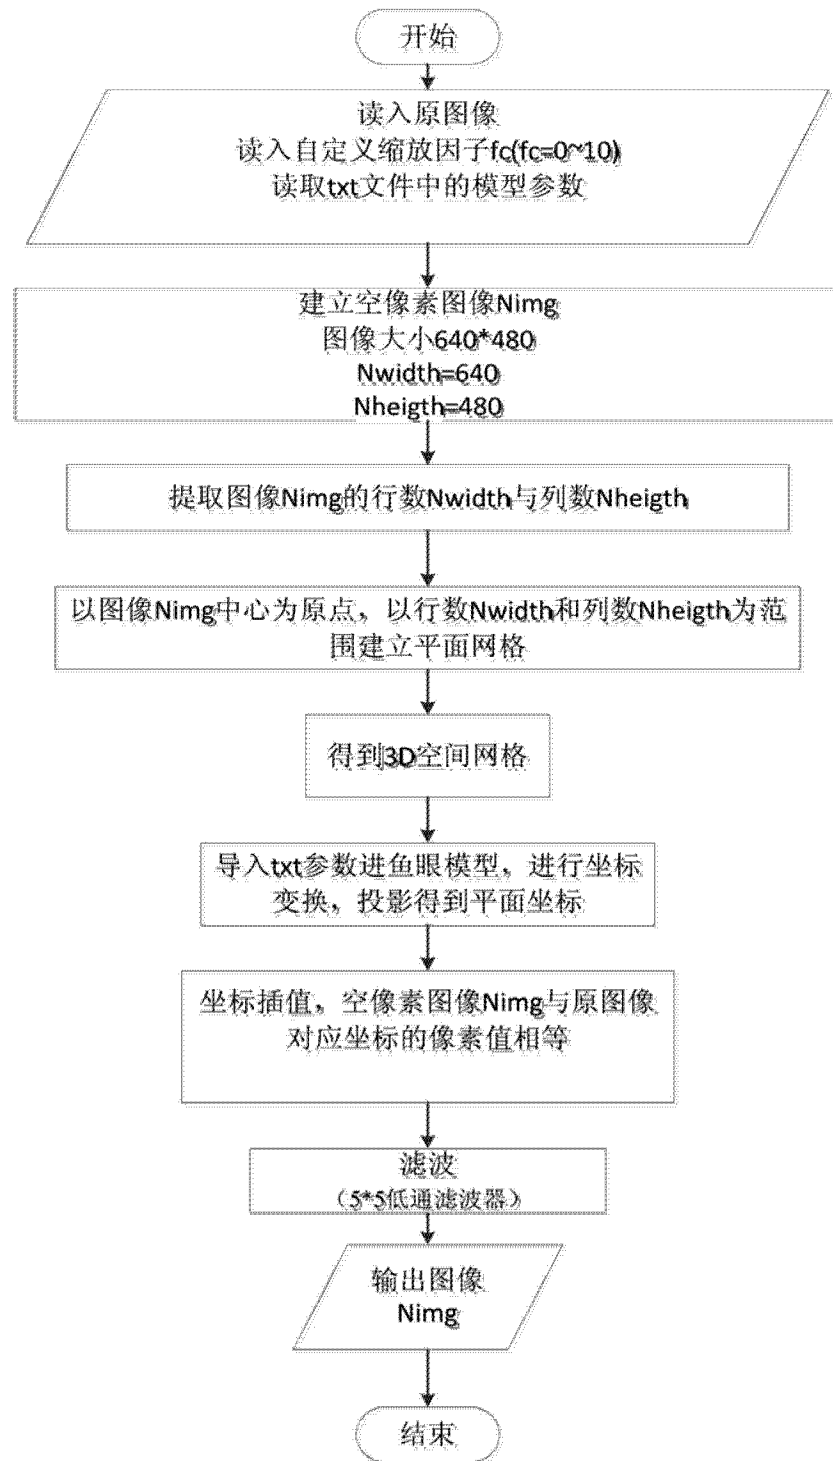 开始
读入原图像
读入自定义缩放因子fc(fc=0~10)
读取txt文件中的模型参数
建立空像素图像Nimg
图像大小640*480
Nwidth=640
Nheigth=480
提取图像Nimg的行数Nwidth与列数Nheigth
以图像Nimg中心为原点，以行数Nwidth和列数Nheigth为范
围建立平面网格
得到3D空间网格
导入txt参数进鱼眼模型，进行坐标
变换，投影得到平面坐标
坐标插值，空像素图像Nimg与原图像
对应坐标的像素值相等
滤波
（5*5低通滤波器）
输出图像
Nimg
结束